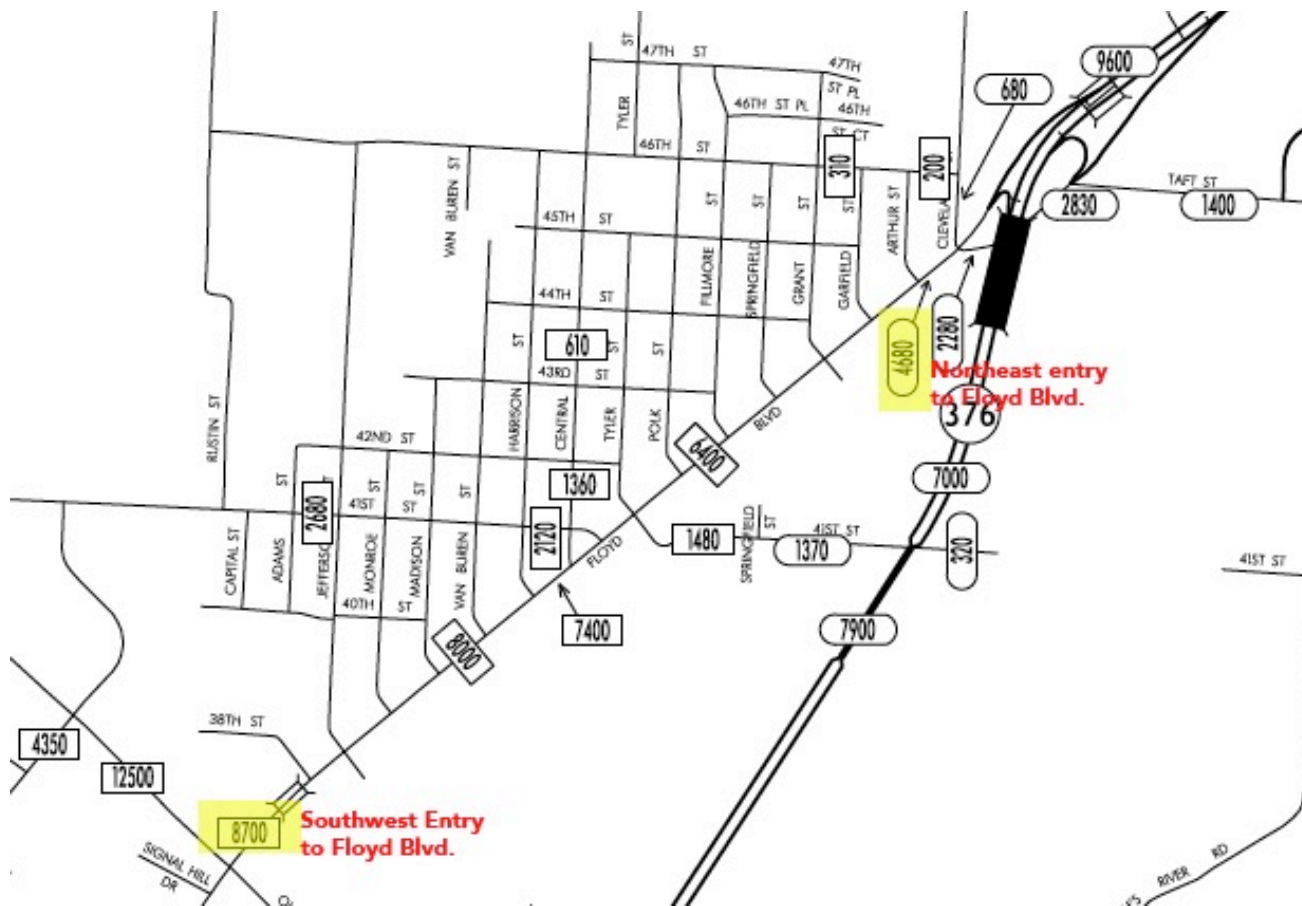 47TH ST
47TH
ST PL
46TH ST PL
46TH
ST CT
TYLER
ST
46TH ST
310
200
680
9600
2830
TAFT ST
1400
VAN BUREN ST
45TH ST
ST
ST
ST
ST
ARTHUR ST
FILLMORE
SPRINGFIELD
GRANT
GARFIELD
44TH ST
4680
2280
Northeast entry
to Floyd Blvd.
376
610
ST
ST
ST
43RD ST
RUSTIN ST
HARRISON
CENTRAL
TYLER
POLK
BLVD
6400
42ND ST
7000
1360
ST
ST
ST
ST
2680
41ST ST
2120
FLOYD
1480
SPRINGFIELD
ST
41ST ST
1370
320
41ST ST
CAPITAL ST
ADAMS
MONROE
MADISON
VAN BUREN
40TH ST
7400
7900
8000
38TH ST
4350
12500
8700
Southwest Entry
to Floyd Blvd.
SIGNAL HILL
DR
RIVER RD